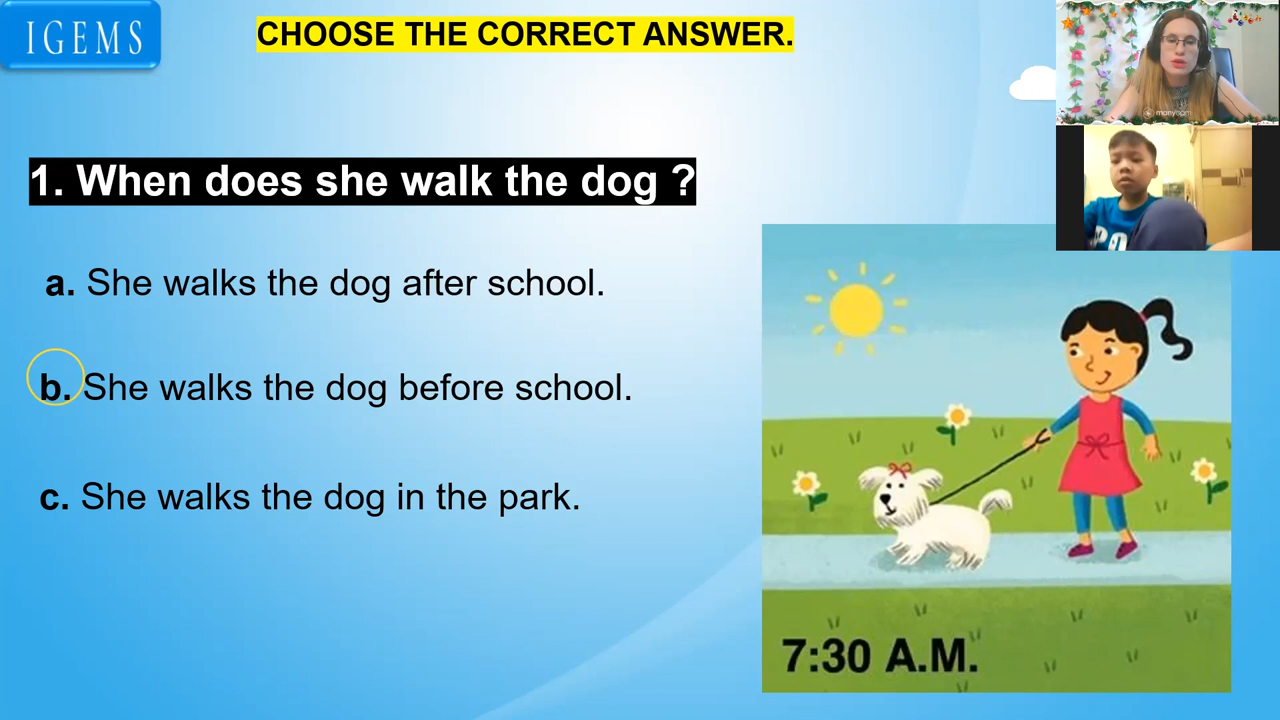 IGEMS
CHOOSE THE CORRECT ANSWER.
manycam
1. When does she walk the dog ?
a. She walks the dog after school.
b. She walks the dog before school.
c. She walks the dog in the park.
7:30 A.M.